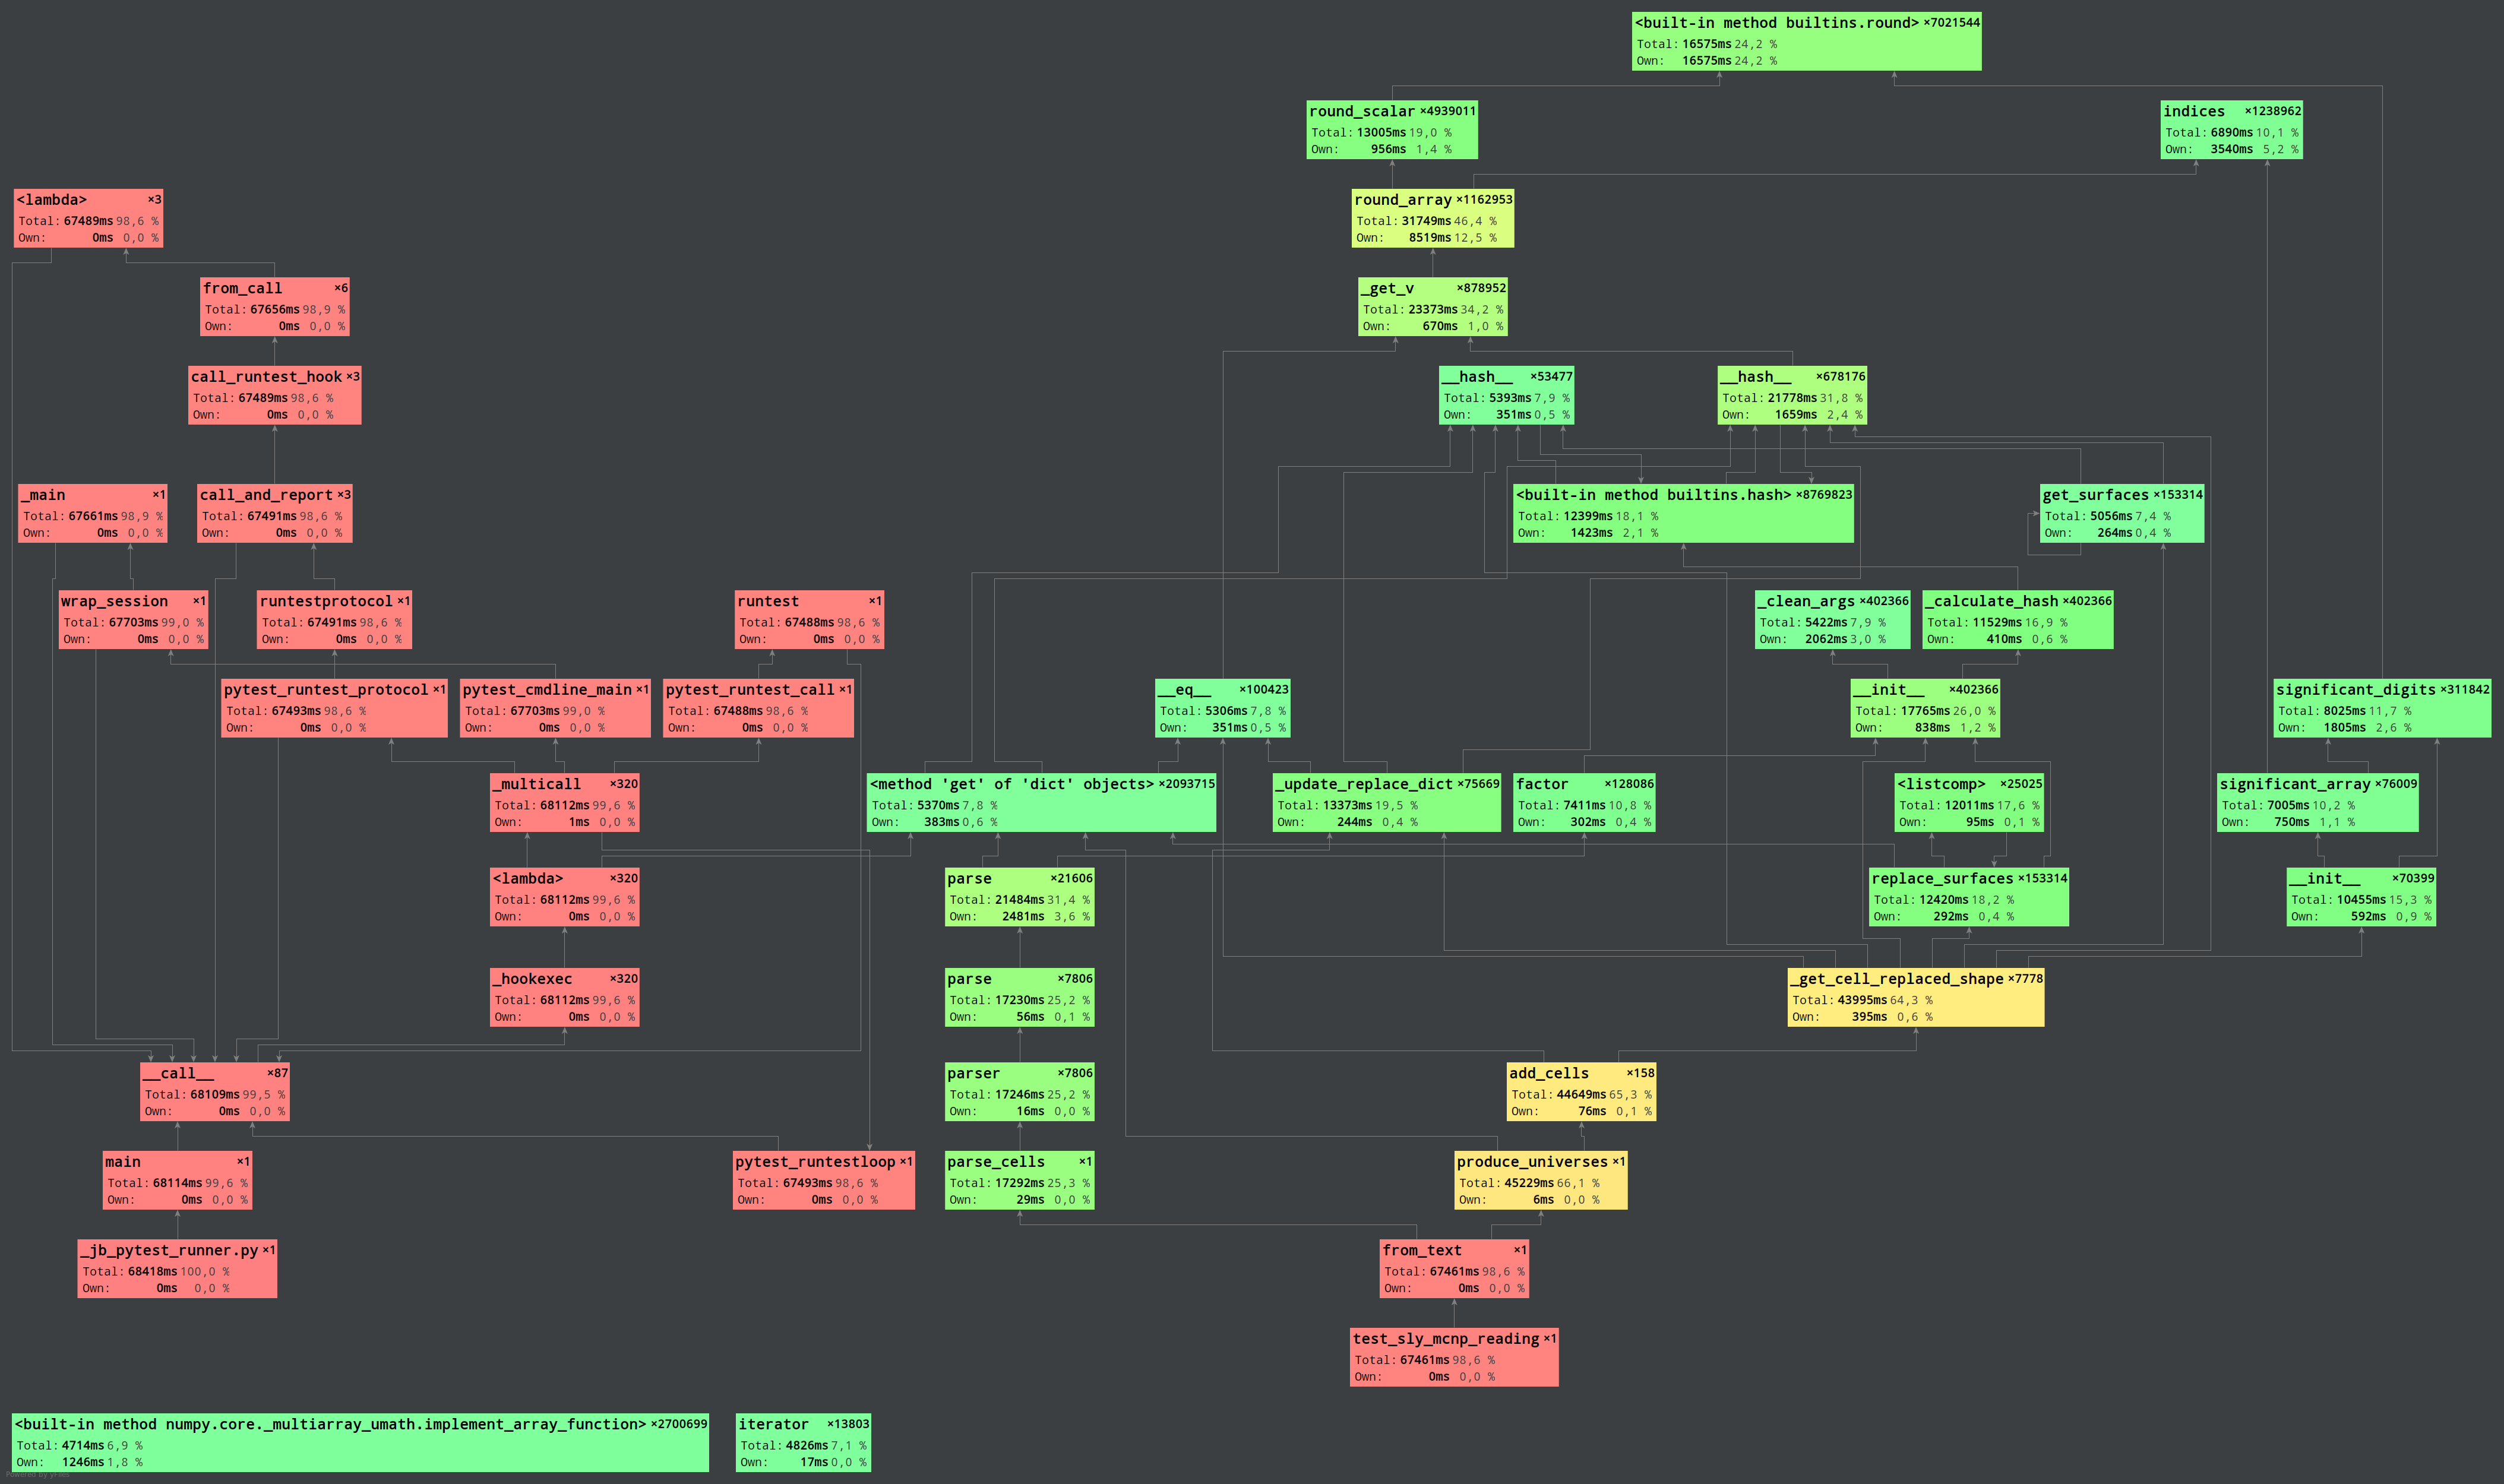 <built-in method builtins.round> ×7021544
Total: 16575ms 24,2 %
Own: 16575ms 24,2 %
round_scalar ×4939011
Total: 13005ms 19,0 %
Own: 956ms 1,4 %
indices ×1238962
Total: 6890ms 10,1 %
Own: 3540ms 5,2 %
<lambda> ×3
Total: 67489ms 98,6 %
Own: 0ms 0,0 %
round_array ×1162953
Total: 31749ms 46,4 %
Own: 8519ms 12,5 %
from_call ×6
Total: 67656ms 98,9 %
Own: 0ms 0,0 %
_get_v ×878952
Total: 23373ms 34,2 %
Own: 670ms 1,0 %
call_runtest_hook ×3
Total: 67489ms 98,6 %
Own: 0ms 0,0 %
__hash__ ×53477
Total: 5393ms 7,9 %
Own: 351ms 0,5 %
__hash__ ×678176
Total: 21778ms 31,8 %
Own: 1659ms 2,4 %
_main ×1
Total: 67661ms 98,9 %
Own: 0ms 0,0 %
call_and_report ×3
Total: 67491ms 98,6 %
Own: 0ms 0,0 %
<built-in method builtins.hash> ×8769823
Total: 12399ms 18,1 %
Own: 1423ms 2,1 %
get_surfaces ×153314
Total: 5056ms 7,4 %
Own: 264ms 0,4 %
wrap_session ×1
Total: 67703ms 99,0 %
Own: 0ms 0,0 %
runtestprotocol ×1
Total: 67491ms 98,6 %
Own: 0ms 0,0 %
runtest ×1
Total: 67488ms 98,6 %
Own: 0ms 0,0 %
_clean_args ×402366
Total: 5422ms 7,9 %
Own: 2062ms 3,0 %
_calculate_hash ×402366
Total: 11529ms 16,9 %
Own: 410ms 0,6 %
pytest_runtest_protocol ×1
Total: 67493ms 98,6 %
Own: 0ms 0,0 %
pytest_cmdline_main ×1
Total: 67703ms 99,0 %
Own: 0ms 0,0 %
pytest_runtest_call ×1
Total: 67488ms 98,6 %
Own: 0ms 0,0 %
__eq__ ×100423
Total: 5306ms 7,8 %
Own: 351ms 0,5 %
__init__ ×402366
Total: 17765ms 26,0 %
Own: 838ms 1,2 %
significant_digits ×311842
Total: 8025ms 11,7 %
Own: 1805ms 2,6 %
_multicall ×320
Total: 68112ms 99,6 %
Own: 1ms 0,0 %
<method 'get' of 'dict' objects> ×2093715
Total: 5370ms 7,8 %
Own: 383ms 0,6 %
_update_replace_dict ×75669
Total: 13373ms 19,5 %
Own: 244ms 0,4 %
factor ×128086
Total: 7411ms 10,8 %
Own: 302ms 0,4 %
<listcomp> ×25025
Total: 12011ms 17,6 %
Own: 95ms 0,1 %
significant_array ×76009
Total: 7005ms 10,2 %
Own: 750ms 1,1 %
<lambda> ×320
Total: 68112ms 99,6 %
Own: 0ms 0,0 %
parse ×21606
Total: 21484ms 31,4 %
Own: 2481ms 3,6 %
replace_surfaces ×153314
Total: 12420ms 18,2 %
Own: 292ms 0,4 %
__init__ ×70399
Total: 10455ms 15,3 %
Own: 592ms 0,9 %
_hookexec ×320
Total: 68112ms 99,6 %
Own: 0ms 0,0 %
parse ×7806
Total: 17230ms 25,2 %
Own: 56ms 0,1 %
_get_cell_replaced_shape ×7778
Total: 43995ms 64,3 %
Own: 395ms 0,6 %
__call__ ×87
Total: 68109ms 99,5 %
Own: 0ms 0,0 %
parser ×7806
Total: 17246ms 25,2 %
Own: 16ms 0,0 %
add_cells ×158
Total: 44649ms 65,3 %
Own: 76ms 0,1 %
main ×1
Total: 68114ms 99,6 %
Own: 0ms 0,0 %
pytest_runtestloop ×1
Total: 67493ms 98,6 %
Own: 0ms 0,0 %
parse_cells ×1
Total: 17292ms 25,3 %
Own: 29ms 0,0 %
produce_universes ×1
Total: 45229ms 66,1 %
Own: 6ms 0,0 %
_jb_pytest_runner.py ×1
Total: 68418ms 100,0 %
Own: 0ms 0,0 %
from_text ×1
Total: 67461ms 98,6 %
Own: 0ms 0,0 %
test_sly_mcnp_reading ×1
Total: 67461ms 98,6 %
Own: 0ms 0,0 %
<built-in method numpy.core._multiarray_umath.implement_array_function> ×2700699
Total: 4714ms 6,9 %
Own: 1246ms 1,8 %
iterator ×13803
Total: 4826ms 7,1 %
Own: 17ms 0,0 %
Powered by yFiles